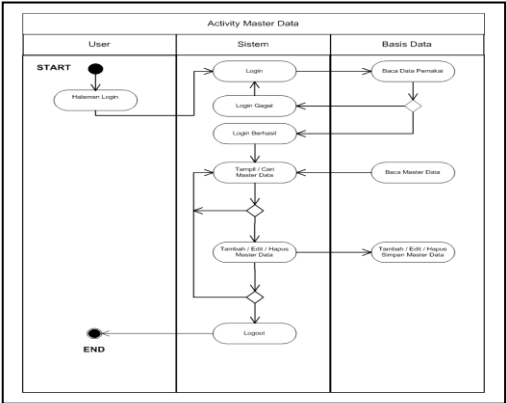 Activity Master Data
User
Sistem
Basis Data
START
Halaman Login
Login
Baca Data Pemakai
Login Gagal
Login Berhasil
Tampil / Cari
Master Data
Baca Master Data
Tambah / Edit / Hapus
Master Data
Tambah / Edit / Hapus
Simpan Master Data
Logout
END